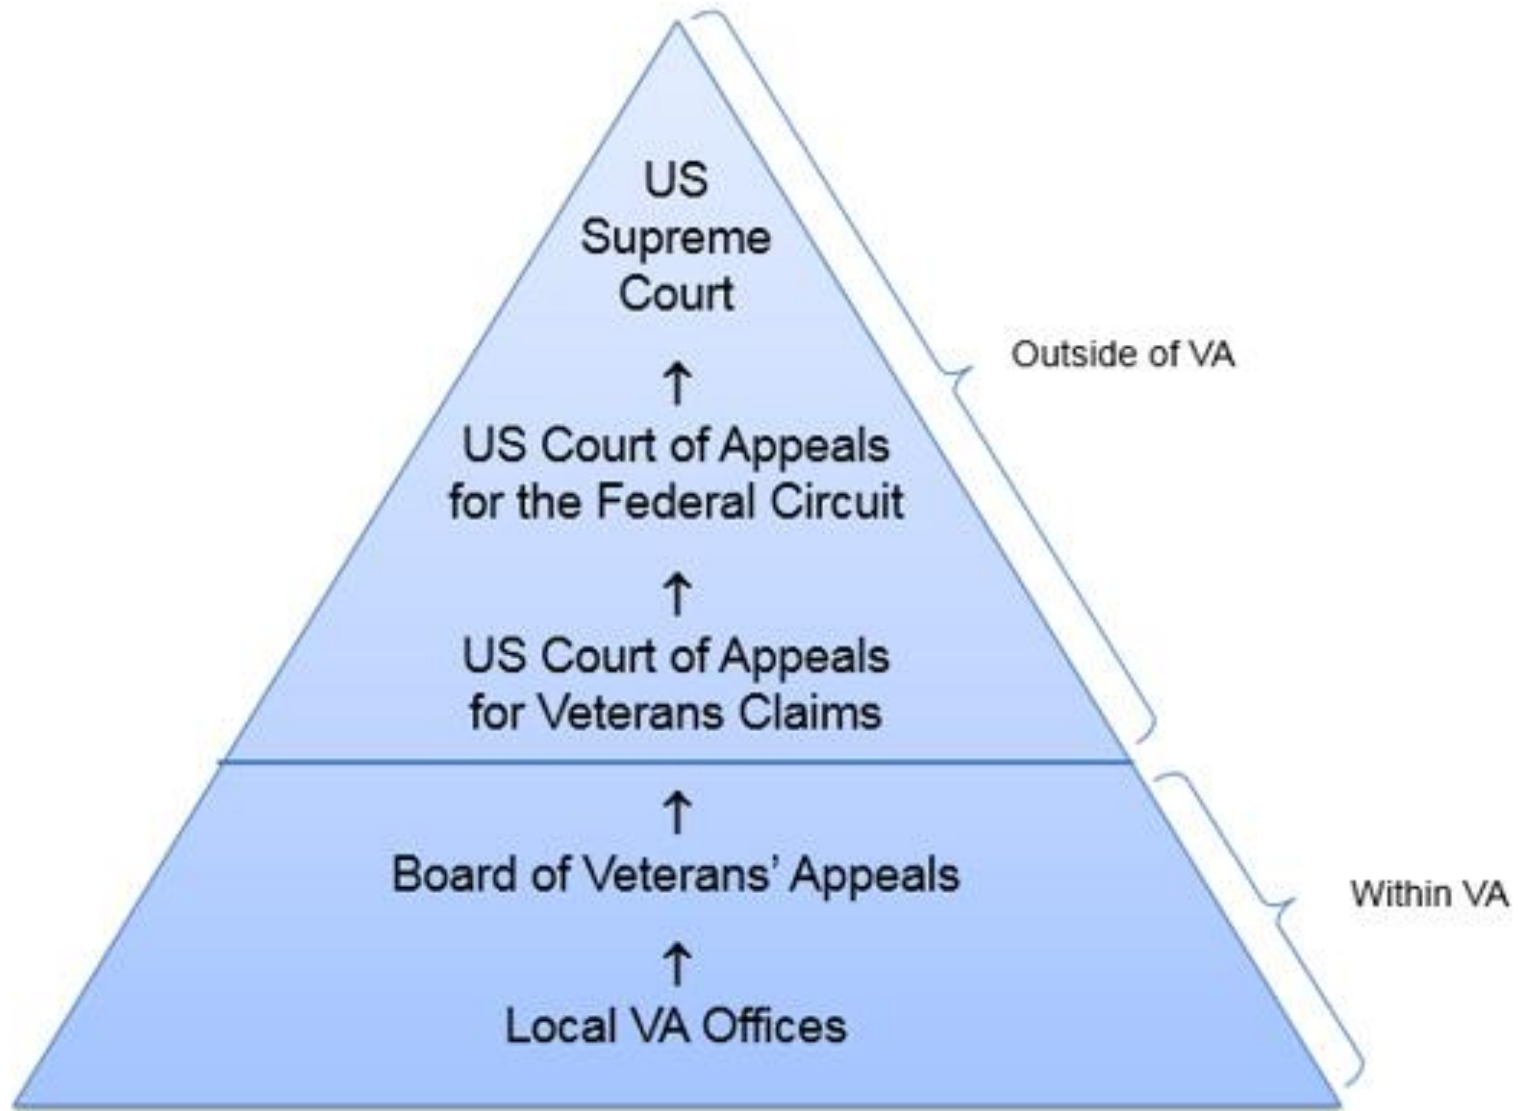 US
Supreme
Court
↑
US Court of Appeals
for the Federal Circuit
↑
US Court of Appeals
for Veterans Claims
↑
Board of Veterans’ Appeals
↑
Local VA Offices
Outside of VA
Within VA